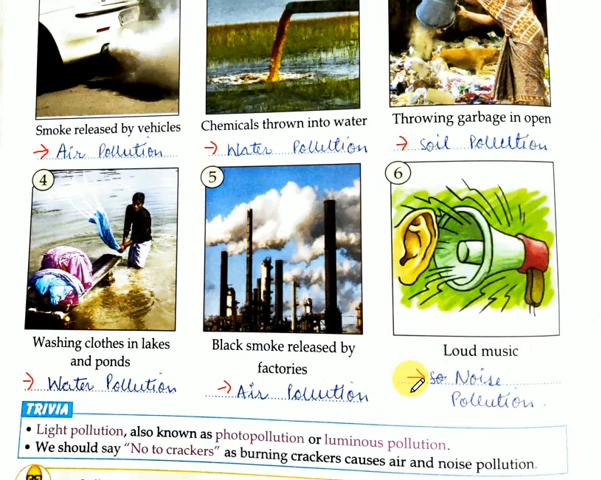 Smoke released by vehicles
Chemicals thrown into water
Throwing garbage in open
→ Air Pollution
→ Water Pollution
→ Soil Pollution
4
5
6
Washing clothes in lakes
and ponds
Black smoke released by
factories
Loud music
→ Water Pollution
→ Air Pollution
→ so Noise
Pollution.
TRIVIA
• Light pollution, also known as photopollution or luminous pollution.
• We should say "No to crackers" as burning crackers causes air and noise pollution.